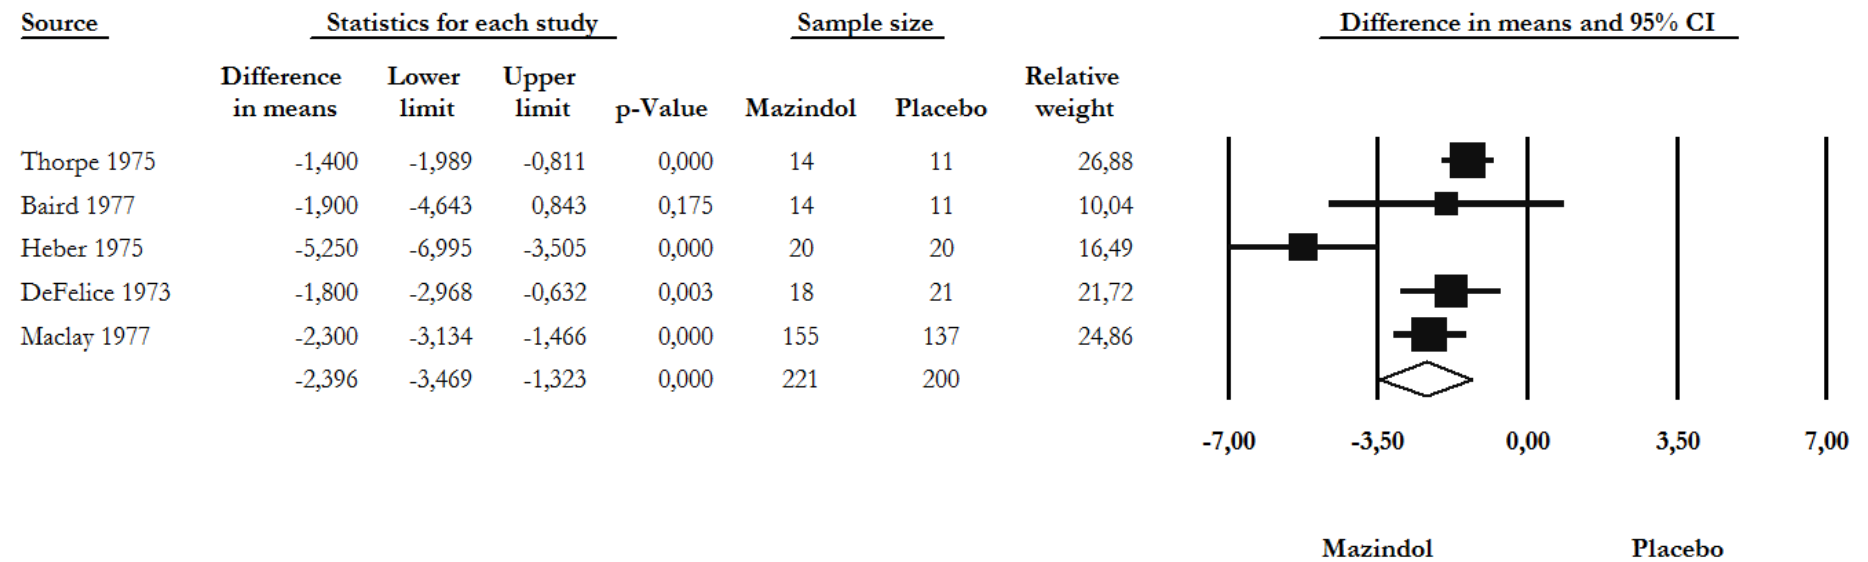 Source Statistics for each study Sample size Difference in means and 95% CI
Difference Lower Upper Relative
in means limit limit p-Value Mazindol Placebo weight
Thorpe 1975 -1,400 -1,989 -0,811 0,000 14 11 26,88
Baird 1977 -1,900 -4,643 0,843 0,175 14 11 10,04
Heber 1975 -5,250 -6,995 -3,505 0,000 20 20 16,49
DeFelice 1973 -1,800 -2,968 -0,632 0,003 18 21 21,72
Maclay 1977 -2,300 -3,134 -1,466 0,000 155 137 24,86
-2,396 -3,469 -1,323 0,000 221 200
-7,00 -3,50 0,00 3,50 7,00
Mazindol Placebo